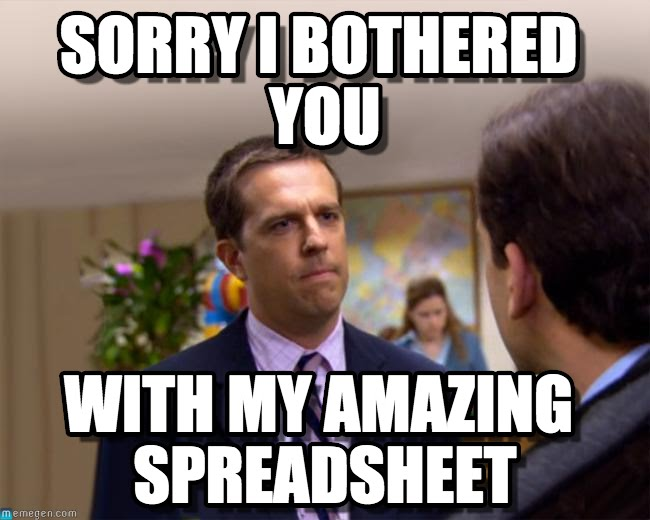 SORRY I BOTHERED
YOU
WITH MY AMAZING
SPREADSHEET
memegen.com